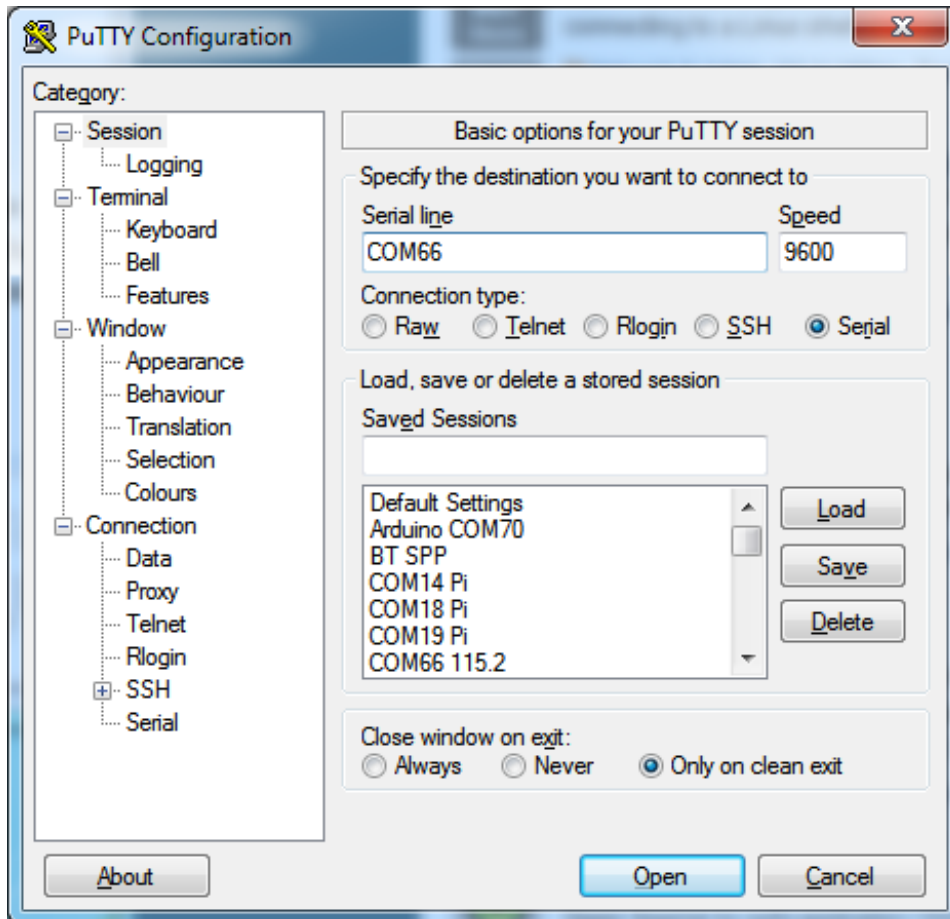 PuTTY Configuration
X
Category:
Session
Logging
Terminal
Keyboard
Bell
Features
Window
Appearance
Behaviour
Translation
Selection
Colours
Connection
Data
Proxy
Telnet
Rlogin
SSH
Serial
Basic options for your PuTTY session
Specify the destination you want to connect to
Serial line Speed
COM66 9600
Connection type:
Raw Telnet Rlogin SSH Serial
Load, save or delete a stored session
Saved Sessions
Default Settings
Arduino COM70
BT SPP
COM14 Pi
COM18 Pi
COM19 Pi
COM66 115.2
Load
Save
Delete
Close window on exit:
Always Never Only on clean exit
About Open Cancel